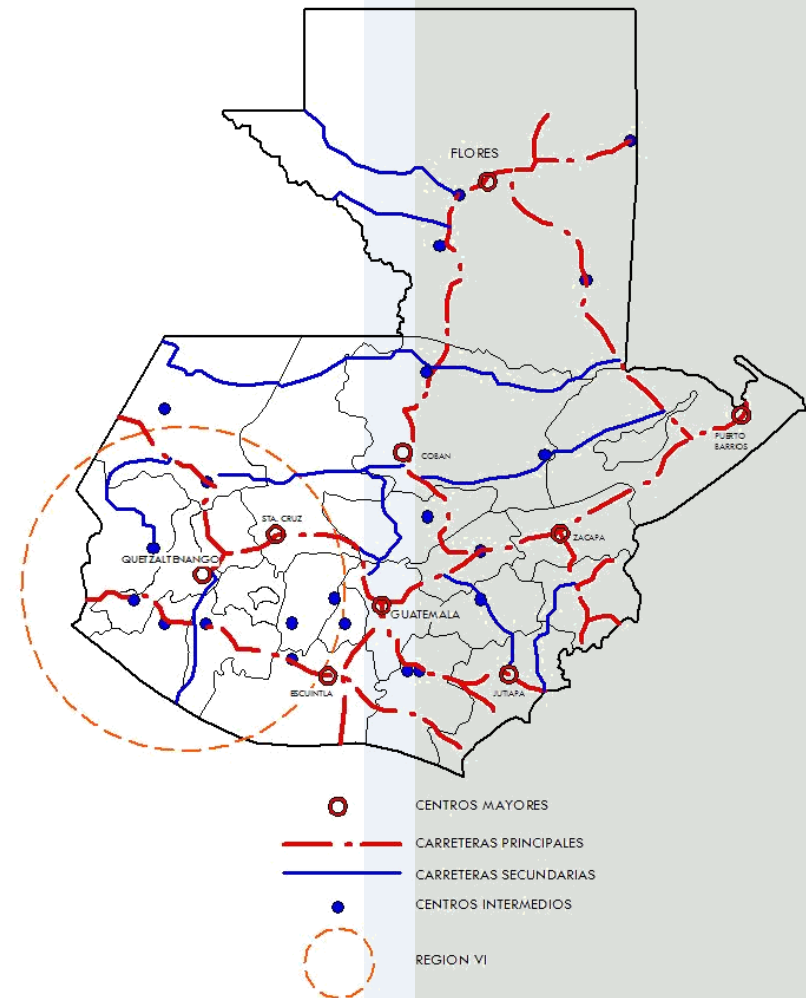 FLORES
PUERTO
BARRIOS
COBAN
STA. CRUZ
ZACAPA
QUETZALTENANGO
GUATEMALA
ESCUINTLA
JUTIAPA
CENTROS MAYORES
CARRETERAS PRINCIPALES
CARRETERAS SECUNDARIAS
CENTROS INTERMEDIOS
REGION VI